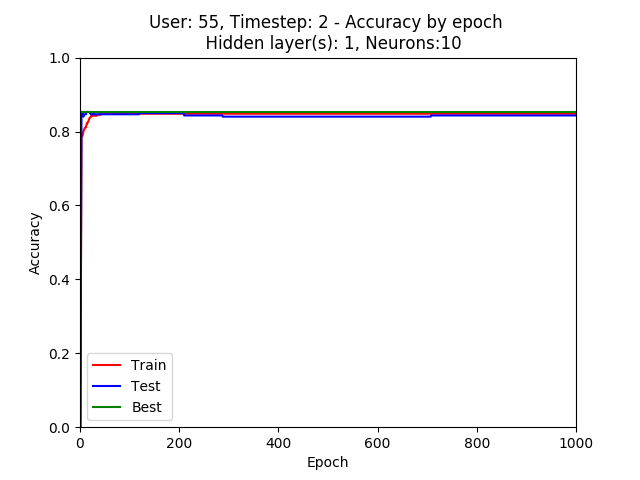 User: 55, Timestep: 2 - Accuracy by epoch
Hidden layer(s): 1, Neurons:10
1.0
0.8
0.6
0.4
0.2
0.0
Accuracy
Train
Test
Best
0 200 400 600 800 1000
Epoch